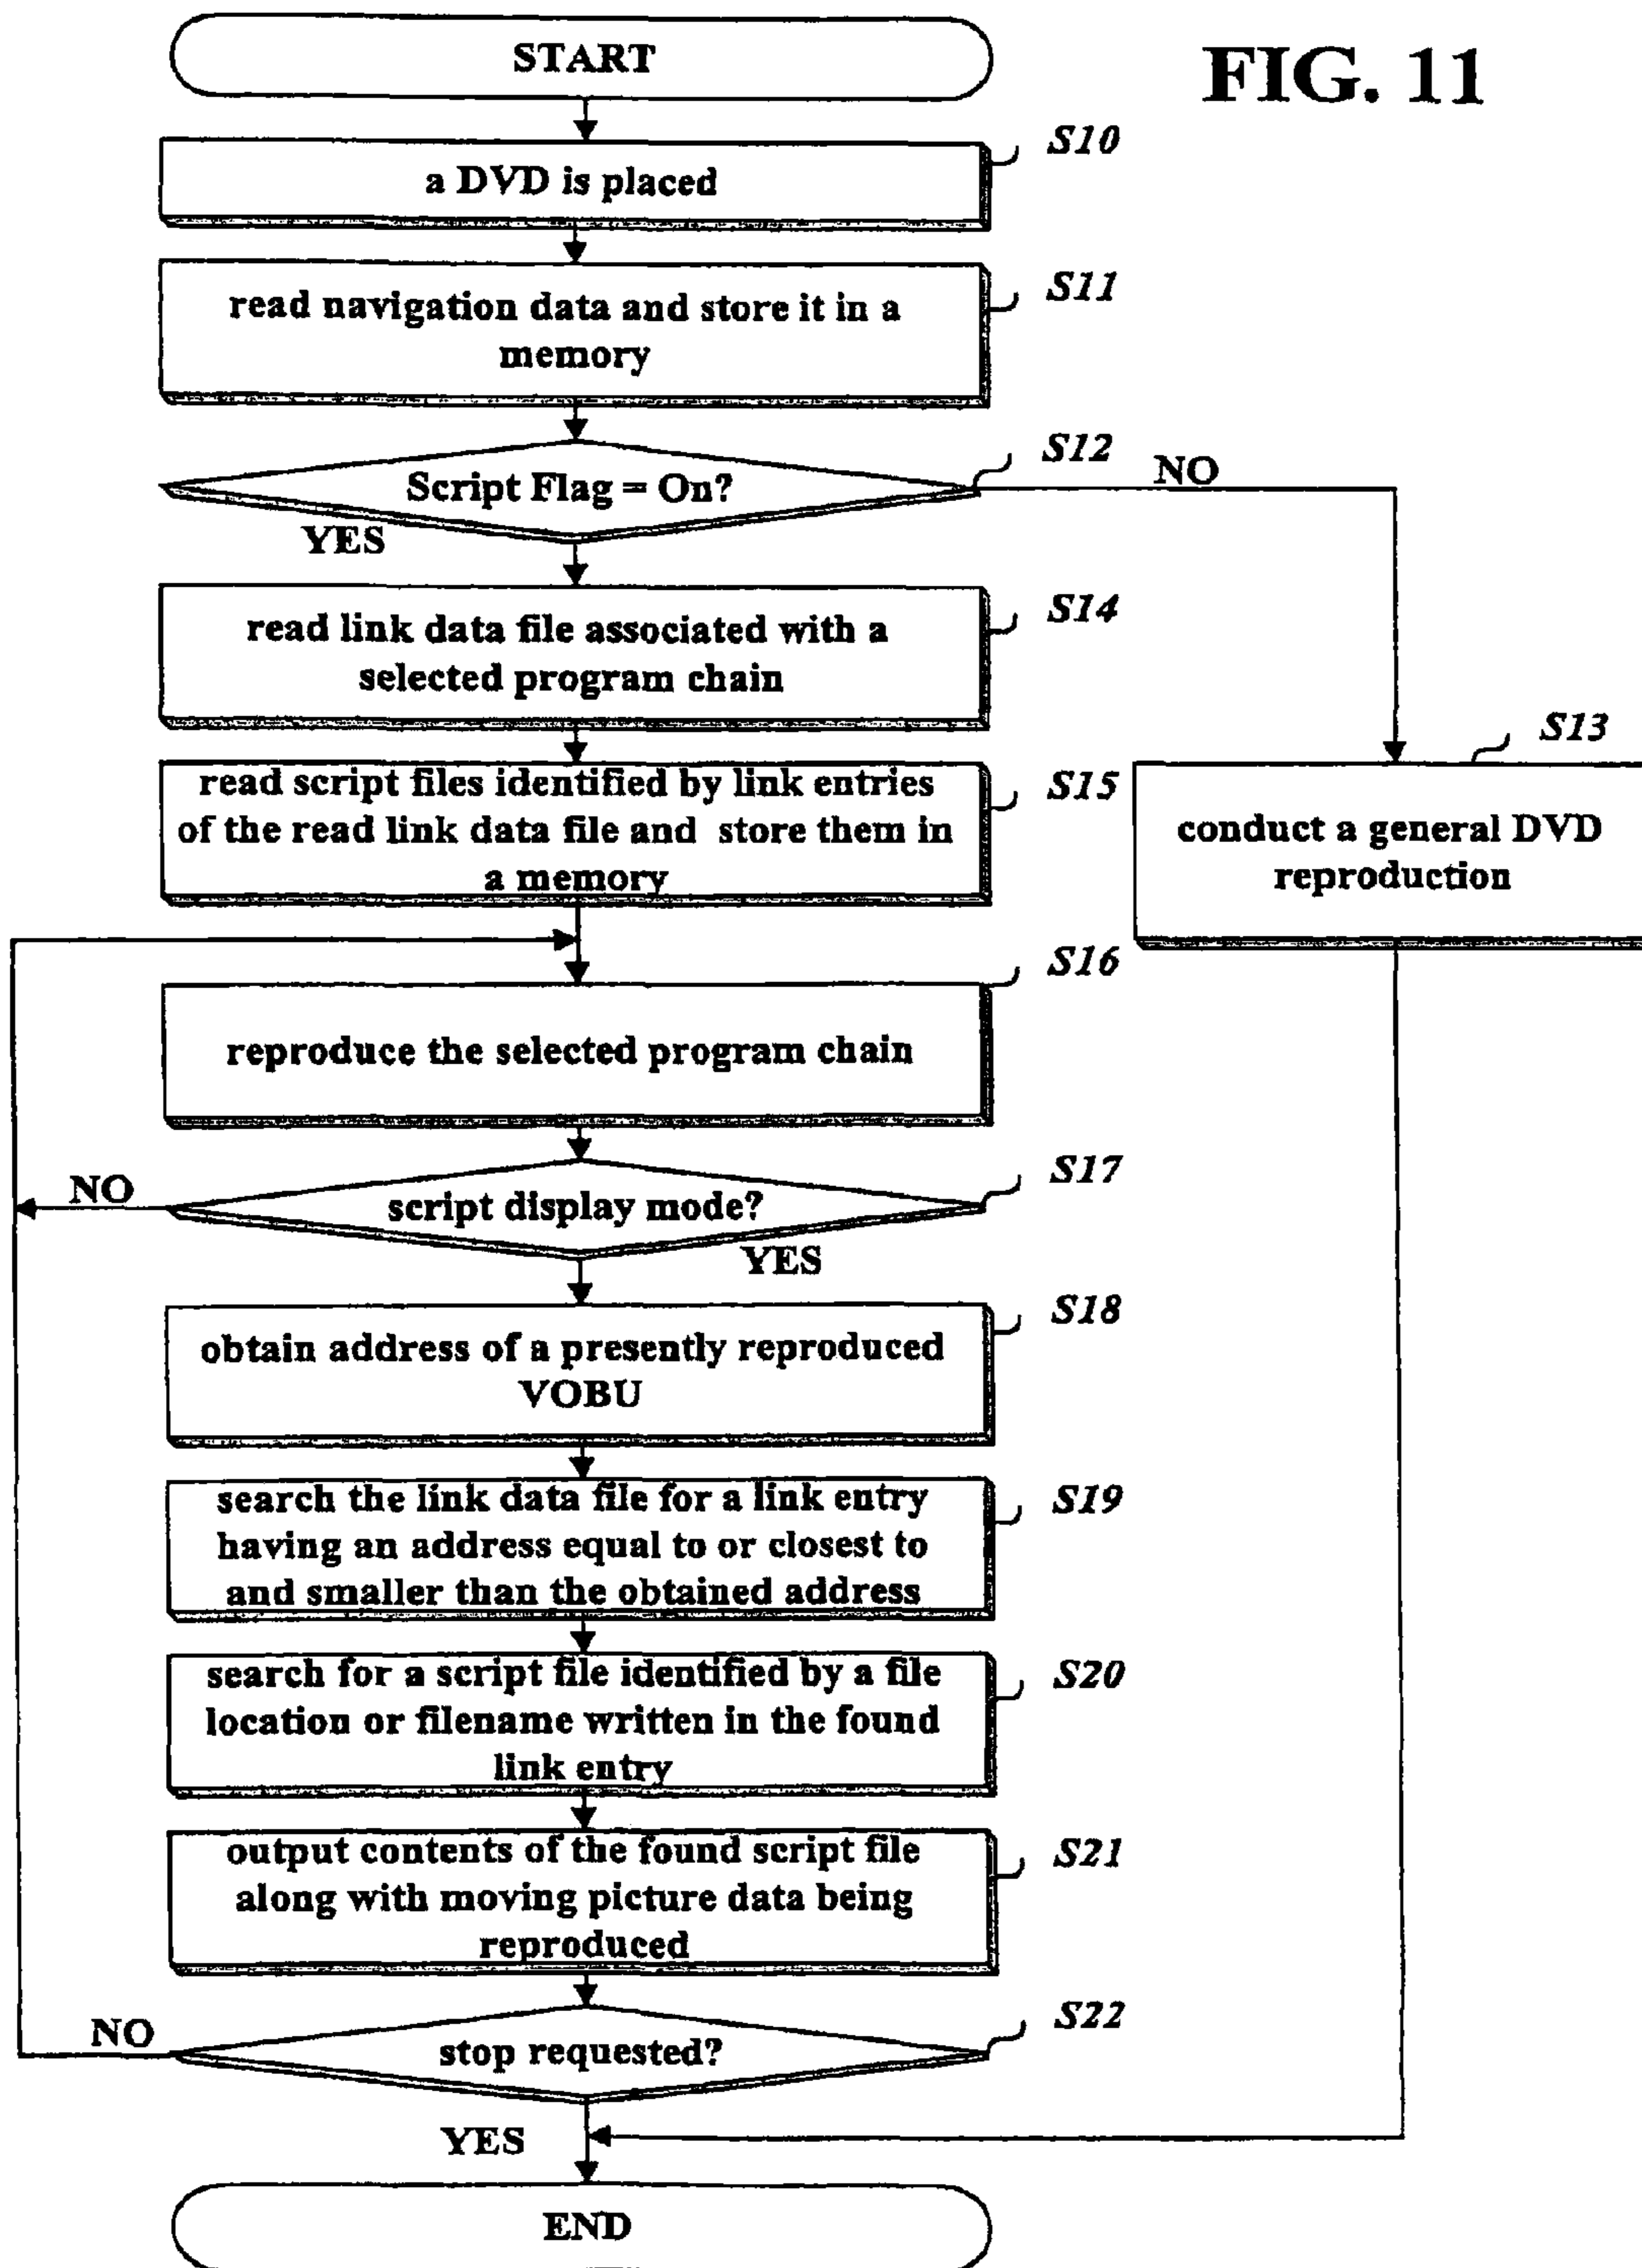 START
FIG. 11
S10
a DVD is placed
S11
read navigation data and store it in a
memory
S12
NO
Script Flag = On?
YES
S14
read link data file associated with a
selected program chain
S13
conduct a general DVD
reproduction
S15
read script files identified by link entries
of the read link data file and store them in
a memory
S16
reproduce the selected program chain
S17
NO
script display mode?
YES
S18
obtain address of a presently reproduced
VOBU
S19
search the link data file for a link entry
having an address equal to or closest to
and smaller than the obtained address
S20
search for a script file identified by a file
location or filename written in the found
link entry
S21
output contents of the found script file
along with moving picture data being
reproduced
S22
NO
stop requested?
YES
END